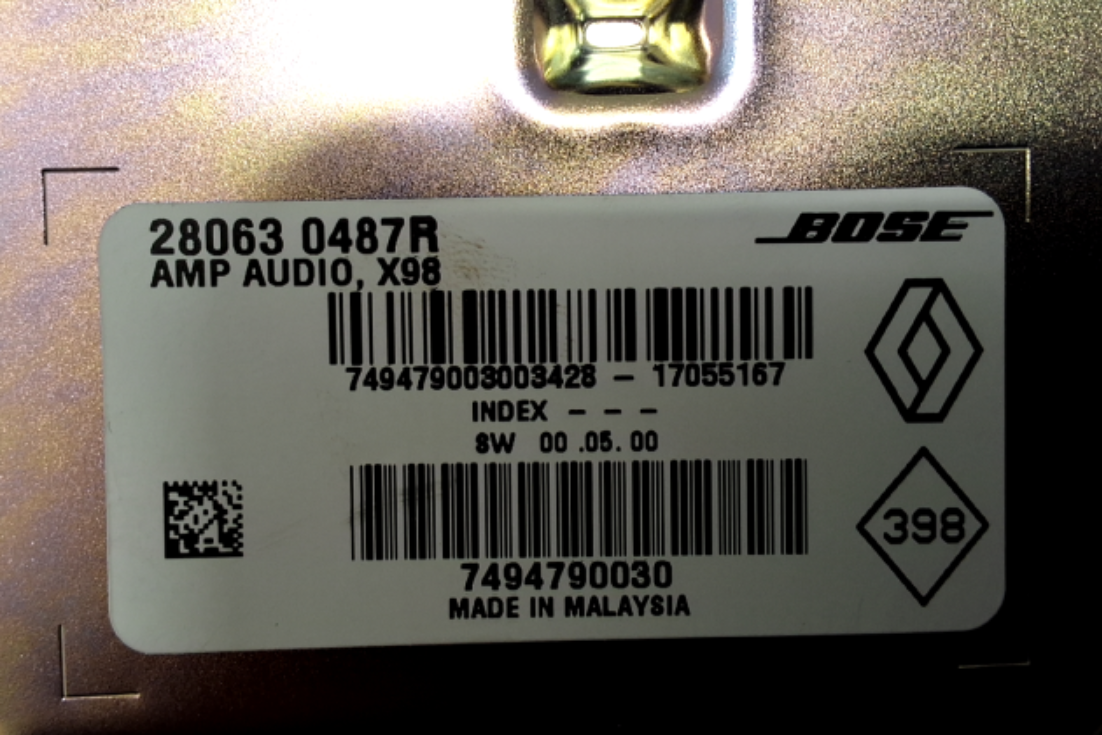 28063 0487R
BOSE
AMP AUDIO, X98
749479003003428 - 17055167
INDEX - - -
SW 00 .05. 00
398
7494790030
MADE IN MALAYSIA